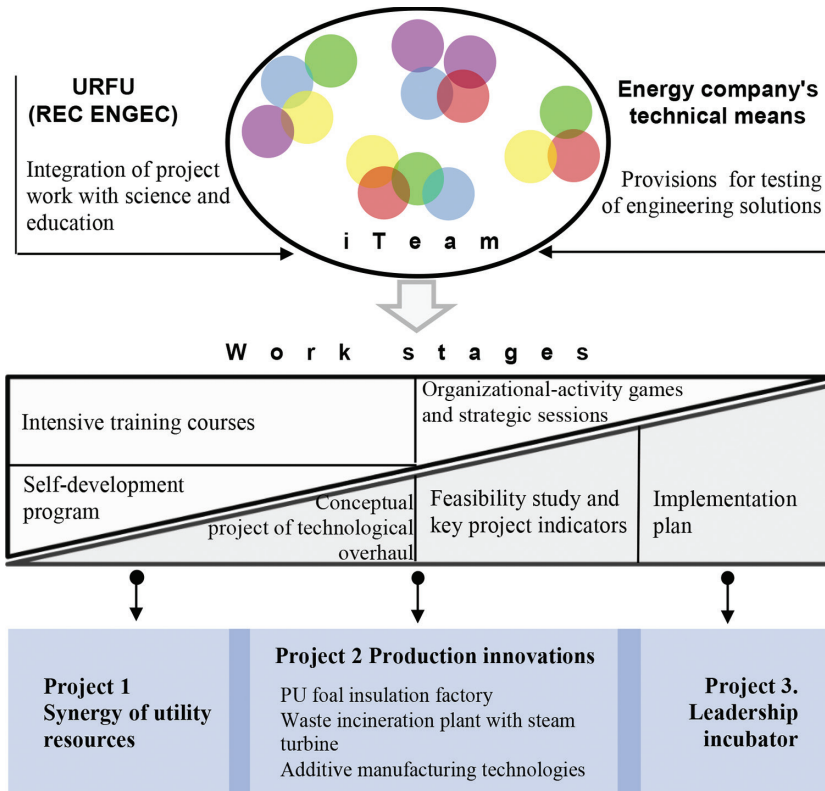 URFU
(REC ENGEC)
Integration of project
work with science and
education
iTeam
Energy company's
technical means
Provisions for testing
of engineering solutions
Work stages
Intensive training courses
Organizational-activity games
and strategic sessions
Self-development
program
Conceptual
project of technological
overhaul
Feasibility study and
key project indicators
Implementation
plan
Project 1
Synergy of utility
resources
Project 2 Production innovations
PU foal insulation factory
Waste incineration plant with steam
turbine
Additive manufacturing technologies
Project 3.
Leadership
incubator